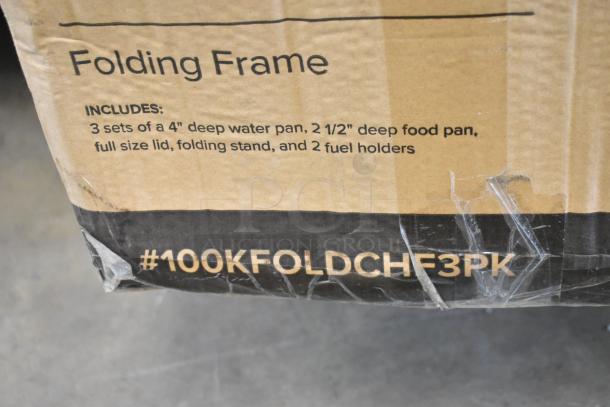 Folding Frame
INCLUDES:
3 sets of a 4" deep water pan, 2 1/2" deep food pan,
full size lid, folding stand, and 2 fuel holders
PCI
#100KFOLDCHF3PK